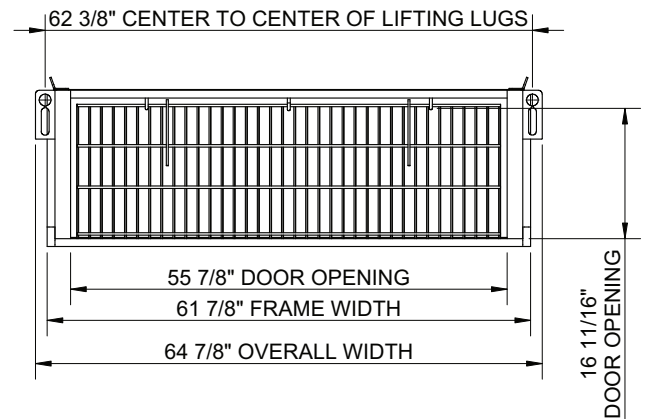 62 3/8" CENTER TO CENTER OF LIFTING LUGS
55 7/8" DOOR OPENING
61 7/8" FRAME WIDTH
64 7/8" OVERALL WIDTH
16 11/16"
DOOR OPENING